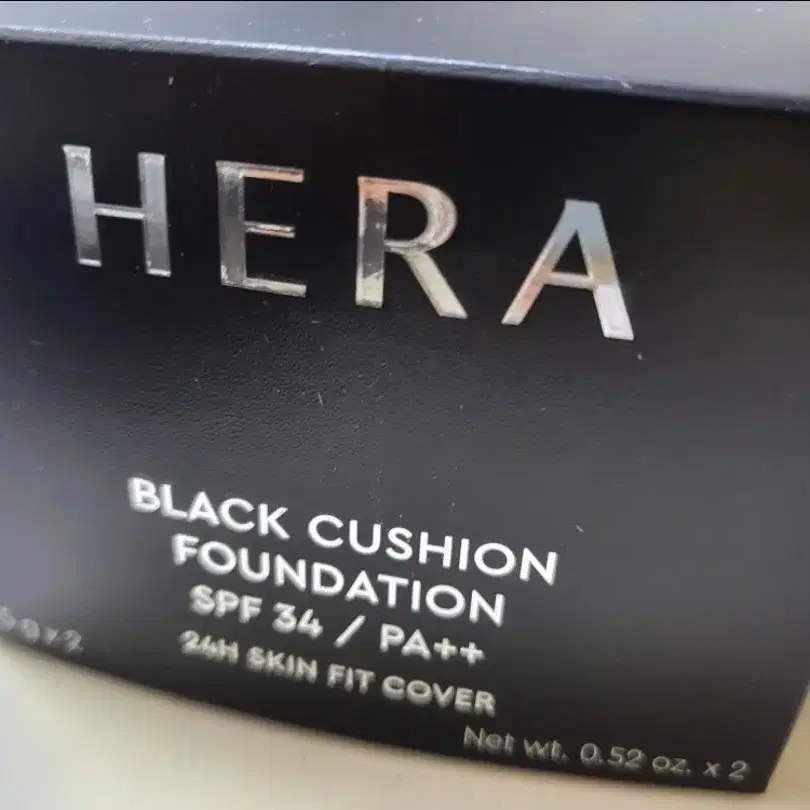 HERA
BLACK CUSHION
FOUNDATION
SPF 34 / PA++
24H SKIN FIT COVER
Net wt. 0.52 oz. x 2